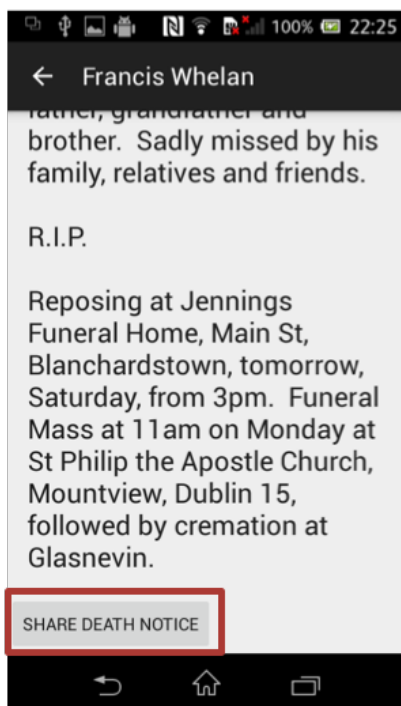 100% 22:25
Francis Whelan
father, grandfather and
brother.  Sadly missed by his
family, relatives and friends.
R.I.P.
Reposing at Jennings
Funeral Home, Main St,
Blanchardstown, tomorrow,
Saturday, from 3pm.  Funeral
Mass at 11am on Monday at
St Philip the Apostle Church,
Mountview, Dublin 15,
followed by cremation at
Glasnevin.
SHARE DEATH NOTICE